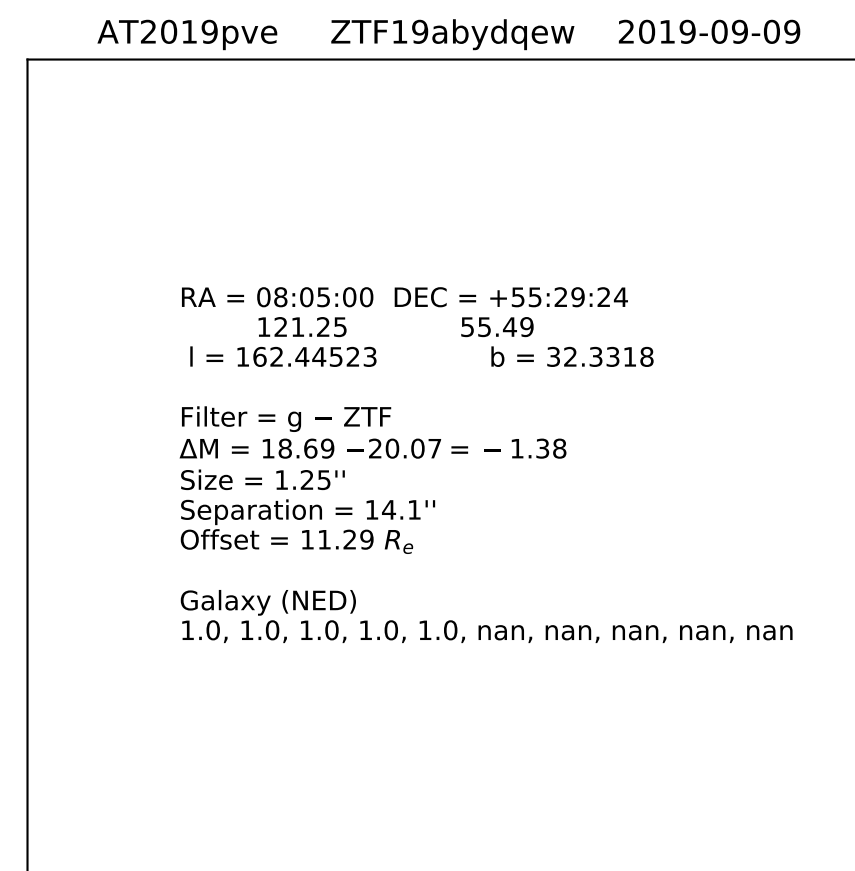 AT2019pve ZTF19abydqew 2019-09-09
RA = 08:05:00 DEC = +55:29:24
121.25 55.49
l = 162.44523 b = 32.3318
Filter = g − ZTF
ΔM = 18.69 −20.07 = − 1.38
Size = 1.25''
Separation = 14.1''
Offset = 11.29 Re
Galaxy (NED)
1.0, 1.0, 1.0, 1.0, 1.0, nan, nan, nan, nan, nan